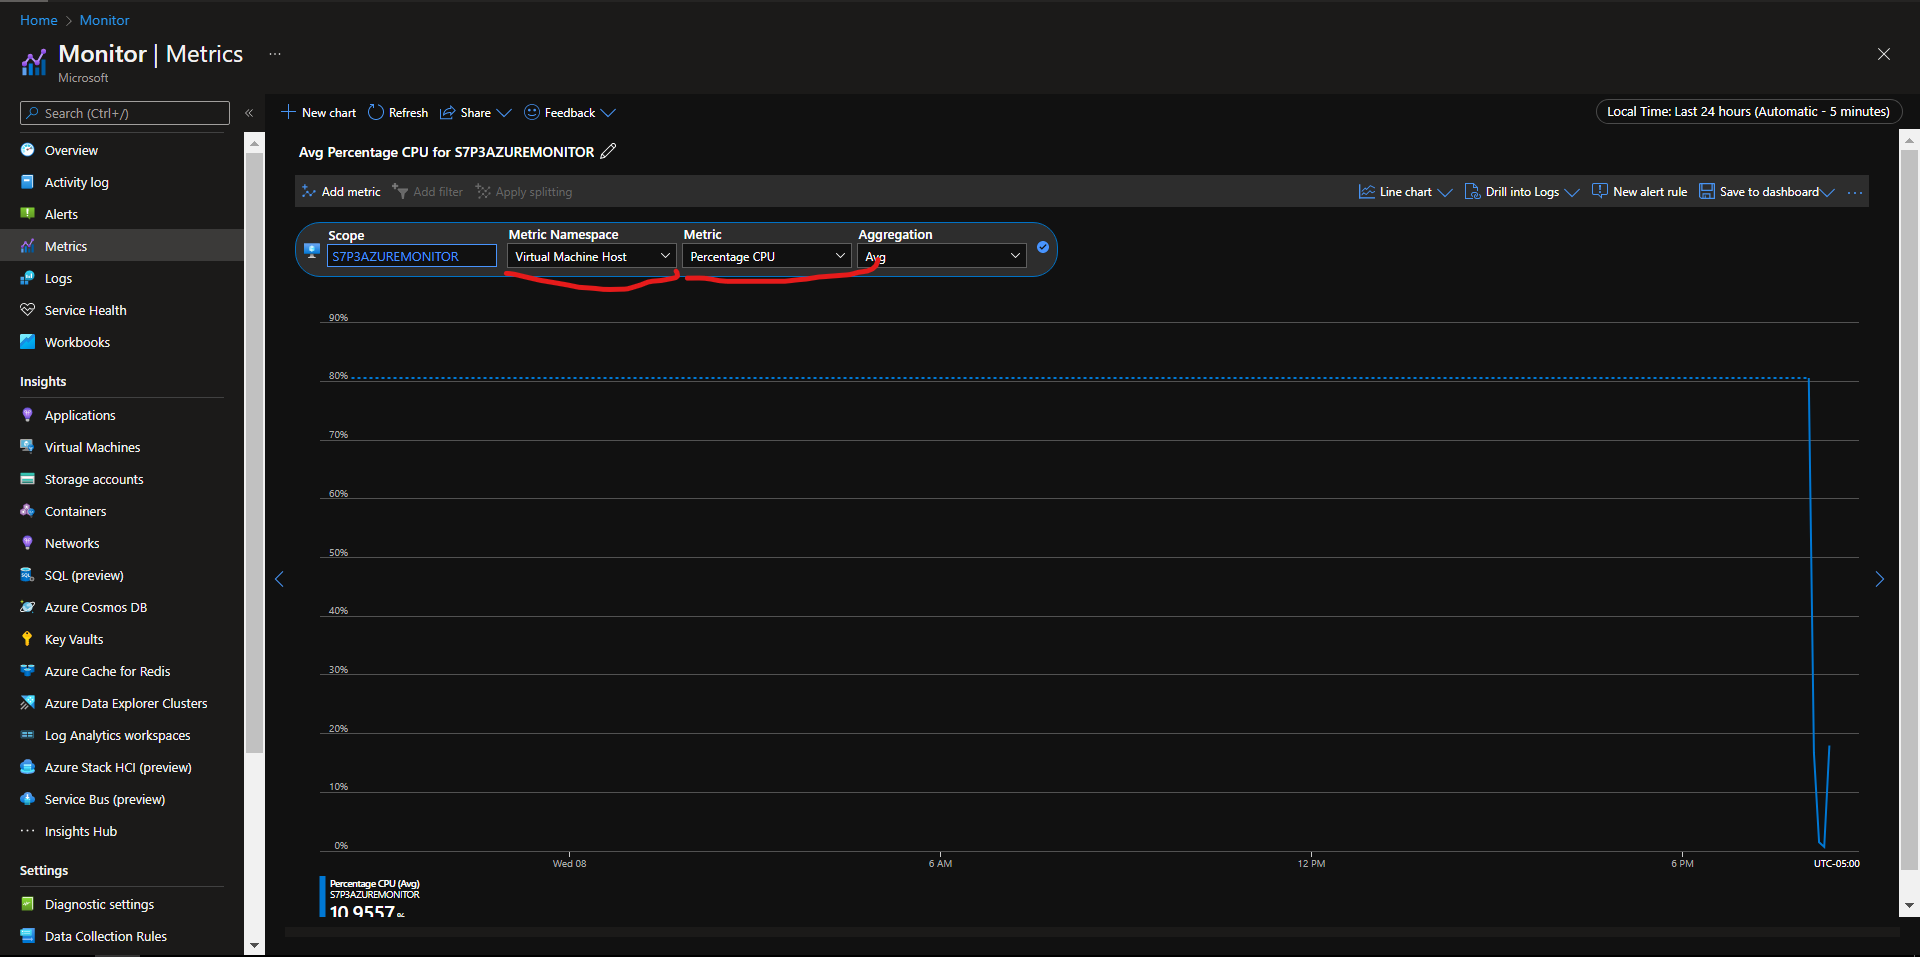 Home > Monitor
Monitor | Metrics ...
Microsoft
Search (Ctrl+/)
«
Overview
Activity log
Alerts
Metrics
Logs
Service Health
Workbooks
Insights
Applications
Virtual Machines
Storage accounts
Containers
Networks
SQL (preview)
Azure Cosmos DB
Key Vaults
Azure Cache for Redis
Azure Data Explorer Clusters
Log Analytics workspaces
Azure Stack HCI (preview)
Service Bus (preview)
Insights Hub
Settings
Diagnostic settings
Data Collection Rules
New chart Refresh Share Feedback
Local Time: Last 24 hours (Automatic - 5 minutes)
Avg Percentage CPU for S7P3AZUREMONITOR
Add metric Add filter Apply splitting
Line chart Drill into Logs New alert rule Save to dashboard ...
Scope Metric Namespace Metric Aggregation
S7P3AZUREMONITOR Virtual Machine Host Percentage CPU Avg
90%
80%
70%
60%
50%
40%
30%
20%
10%
0%
Wed 08 6 AM 12 PM 6 PM UTC-05:00
Percentage CPU (Avg)
S7P3AZUREMONITOR
10.9557 %